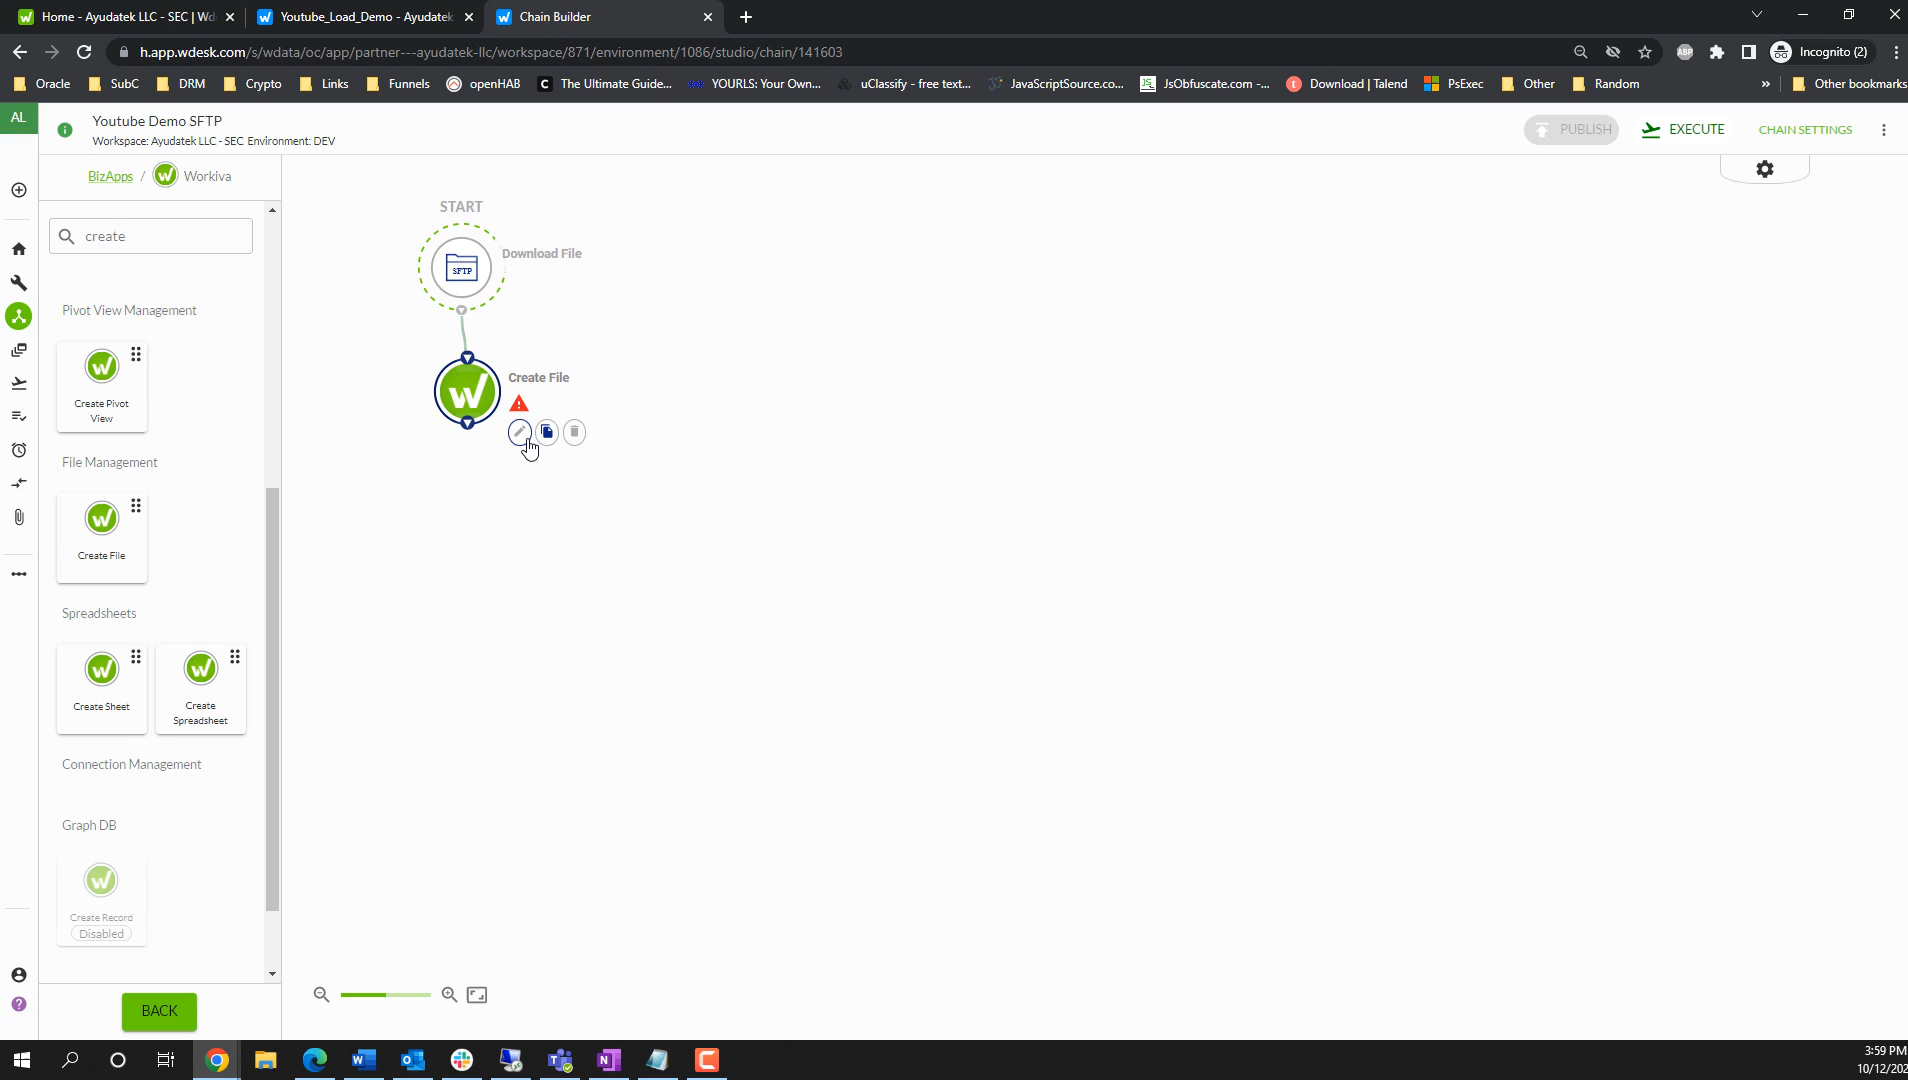 Home - Ayudatek LLC - SEC | Wd
Youtube_Load_Demo - Ayudatek
Chain Builder
h.app.wdesk.com/s/wdata/oc/app/partner---ayudatek-llc/workspace/871/environment/1086/studio/chain/141603
ABP
Incognito (2)
Oracle
SubC
DRM
Crypto
Links
Funnels
openHAB
The Ultimate Guide...
YOURLS: Your Own...
uClassify - free text...
JavaScriptSource.co...
JsObfuscate.com -...
Download | Talend
PsExec
Other
Random
»
Other bookmarks
AL
Youtube Demo SFTP
Workspace: Ayudatek LLC - SEC Environment: DEV
PUBLISH
EXECUTE
CHAIN SETTINGS
BizApps / Workiva
create
START
SFTP
Download File
Create File
Pivot View Management
Create Pivot
View
File Management
Create File
Spreadsheets
Create Sheet
Create
Spreadsheet
Connection Management
Graph DB
Create Record
Disabled
BACK
3:59 PM
10/12/202